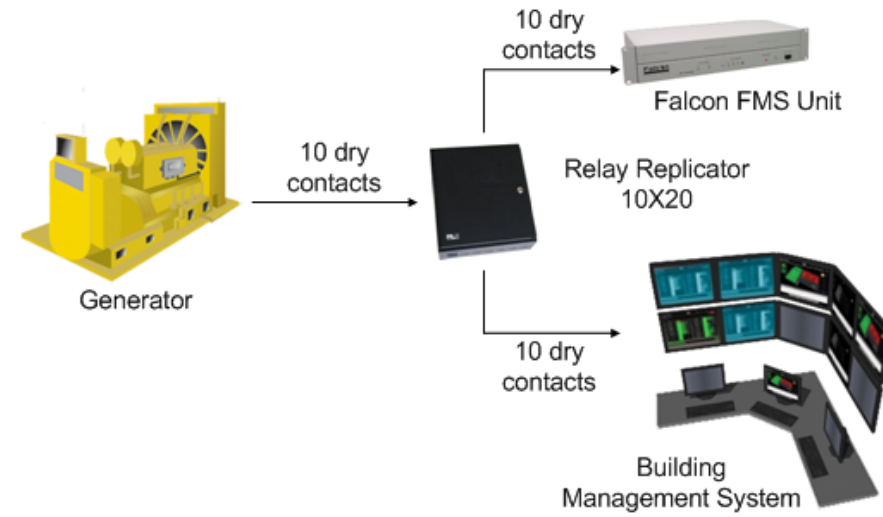 10 dry
contacts
Falcon FMS Unit
10 dry
contacts
Relay Replicator
10X20
Generator
10 dry
contacts
Building
Management System